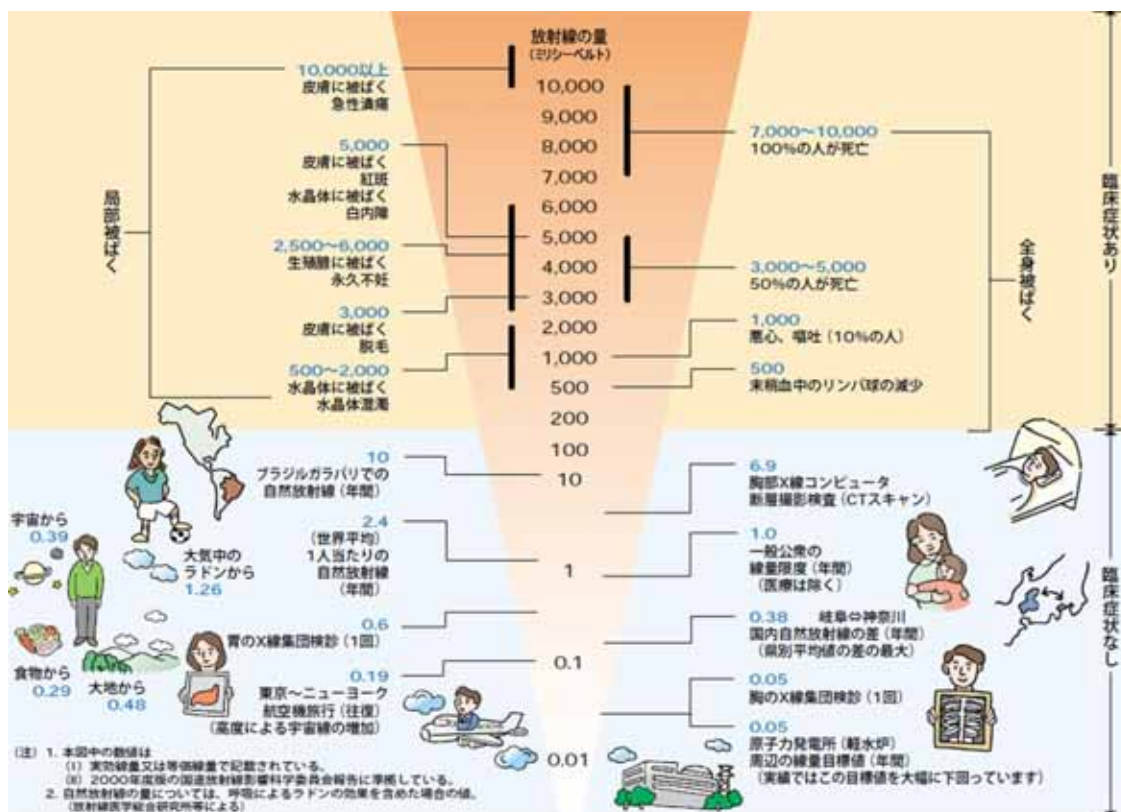 放射線の量
(ミリシーベルト)
10,000
9,000
8,000
7,000
6,000
5,000
4,000
3,000
2,000
1,000
500
200
100
10
1
0.1
0.01
局部被ばく
10,000以上
皮膚に被ばく
急性潰瘍
5,000
皮膚に被ばく
紅斑
水晶体に被ばく
白内障
2,500〜6,000
生殖腺に被ばく
永久不妊
3,000
皮膚に被ばく
脱毛
500〜2,000
水晶体に被ばく
水晶体混濁
7,000〜10,000
100%の人が死亡
3,000〜5,000
50%の人が死亡
1,000
悪心、嘔吐(10%の人)
500
末梢血中のリンパ球の減少
全身被ばく
臨床症状あり
臨床症状なし
10
ブラジルガラパリでの
自然放射線(年間)
宇宙から
0.39
大気中の
ラドンから
1.26
食物から
0.29
大地から
0.48
2.4
(世界平均)
1人当たりの
自然放射線
(年間)
0.6
胃のX線集団検診(1回)
0.19
東京〜ニューヨーク
航空機旅行(往復)
(高度による宇宙線の増加)
6.9
胸部X線コンピュータ
断層撮影検査(CTスキャン)
1.0
一般公衆の
線量限度(年間)
(医療は除く)
0.38 岐阜⇔神奈川
国内自然放射線の差(年間)
(県別平均値の差の最大)
0.05
胸のX線集団検診(1回)
0.05
原子力発電所(軽水炉)
周辺の線量目標値(年間)
(実績ではこの目標値を大幅に下回っています)
(注) 1. 本図中の数値は
(I) 実効線量又は等価線量で記載されている。
(II) 2000年度版の国連放射線影響科学委員会報告に準拠している。
2. 自然放射線の量については、呼吸によるラドンの効果を含めた場合の値。
(放射線医学総合研究所等による)